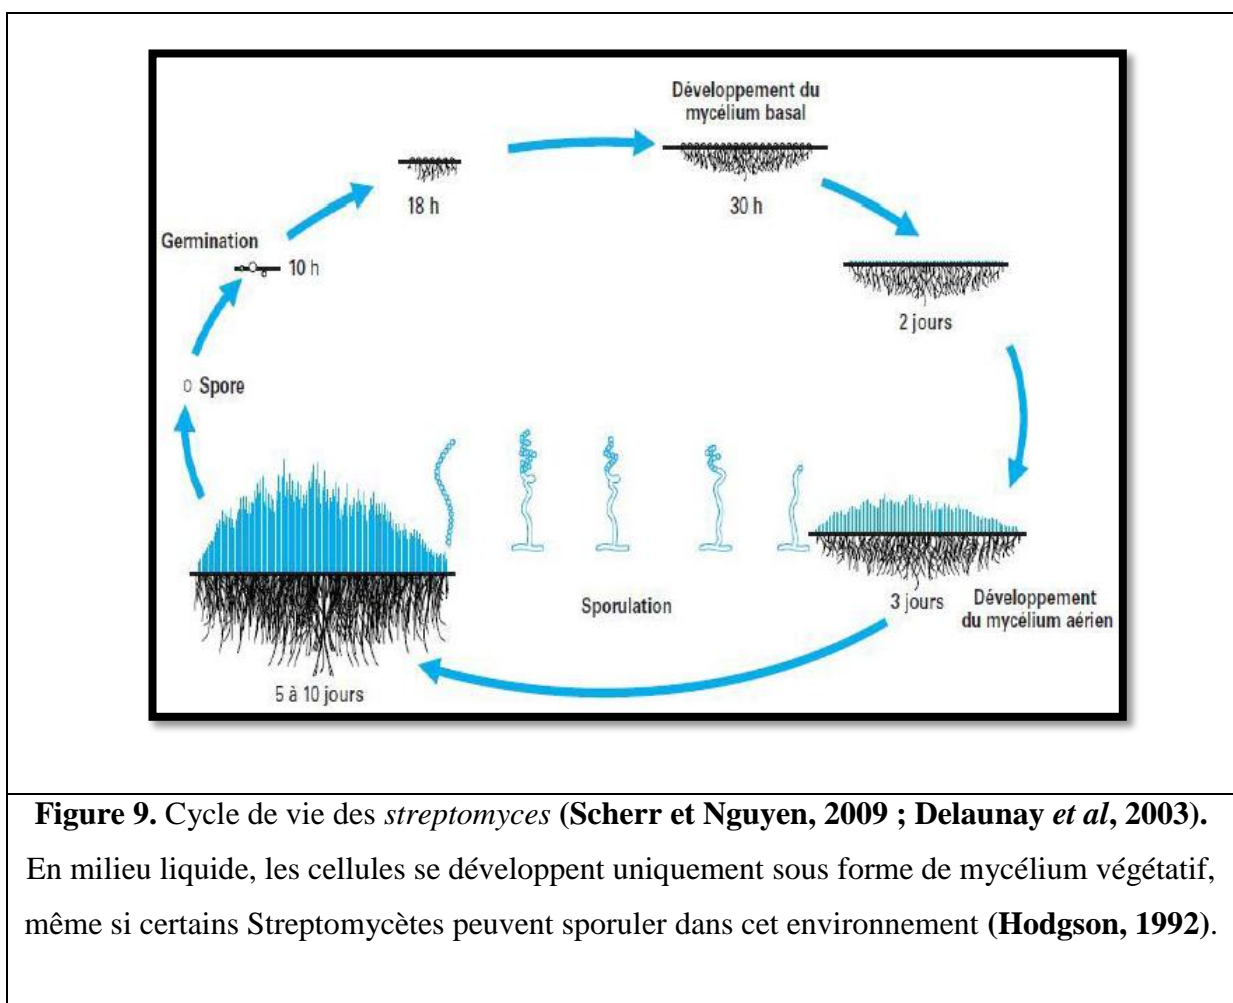 Développement du
mycélium basal
18 h
30 h
Germination
10 h
2 jours
Spore
Sporulation
3 jours
Développement
du mycélium aérien
5 à 10 jours
Figure 9. Cycle de vie des streptomyces (Scherr et Nguyen, 2009 ; Delaunay et al, 2003).
En milieu liquide, les cellules se développent uniquement sous forme de mycélium végétatif,
même si certains Streptomycètes peuvent sporuler dans cet environnement (Hodgson, 1992).